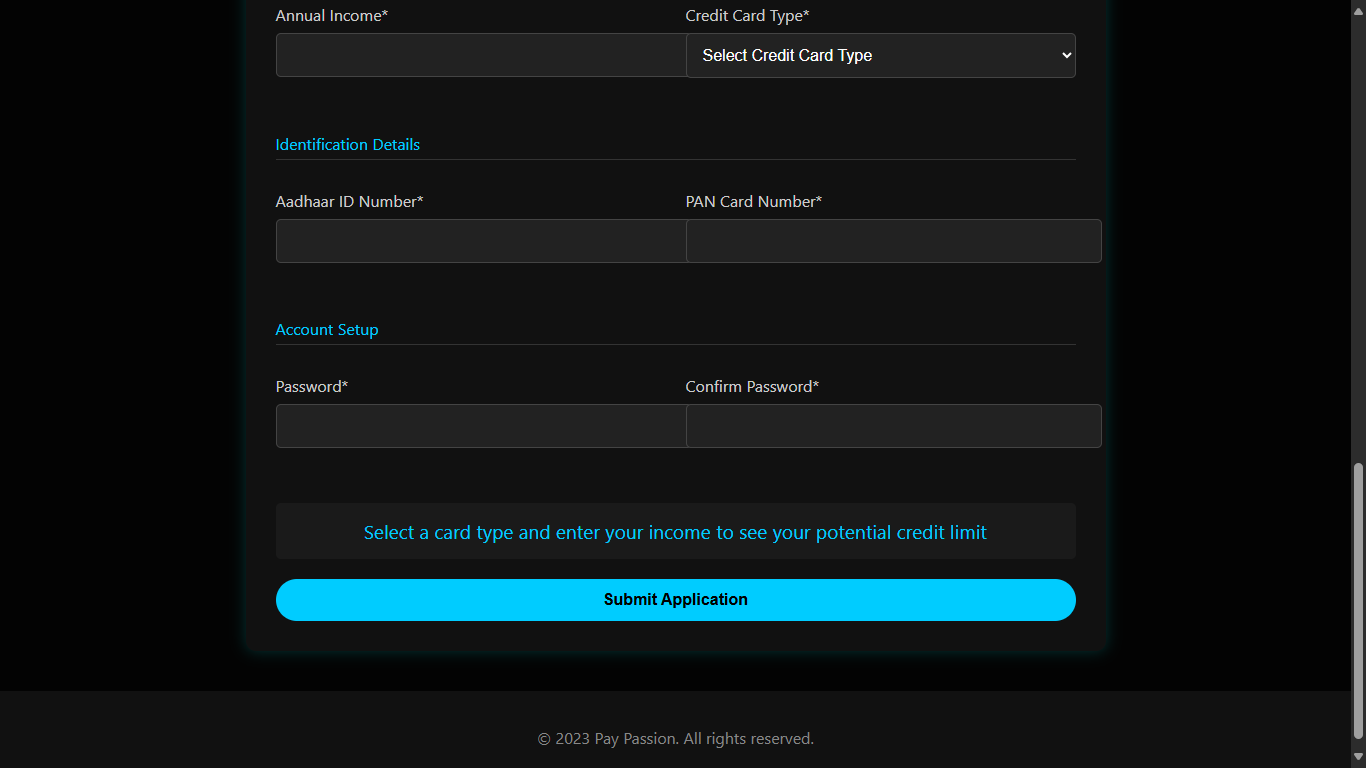 Annual Income*
Credit Card Type*
Select Credit Card Type
Identification Details
Aadhaar ID Number*
PAN Card Number*
Account Setup
Password*
Confirm Password*
Select a card type and enter your income to see your potential credit limit
Submit Application
© 2023 Pay Passion. All rights reserved.